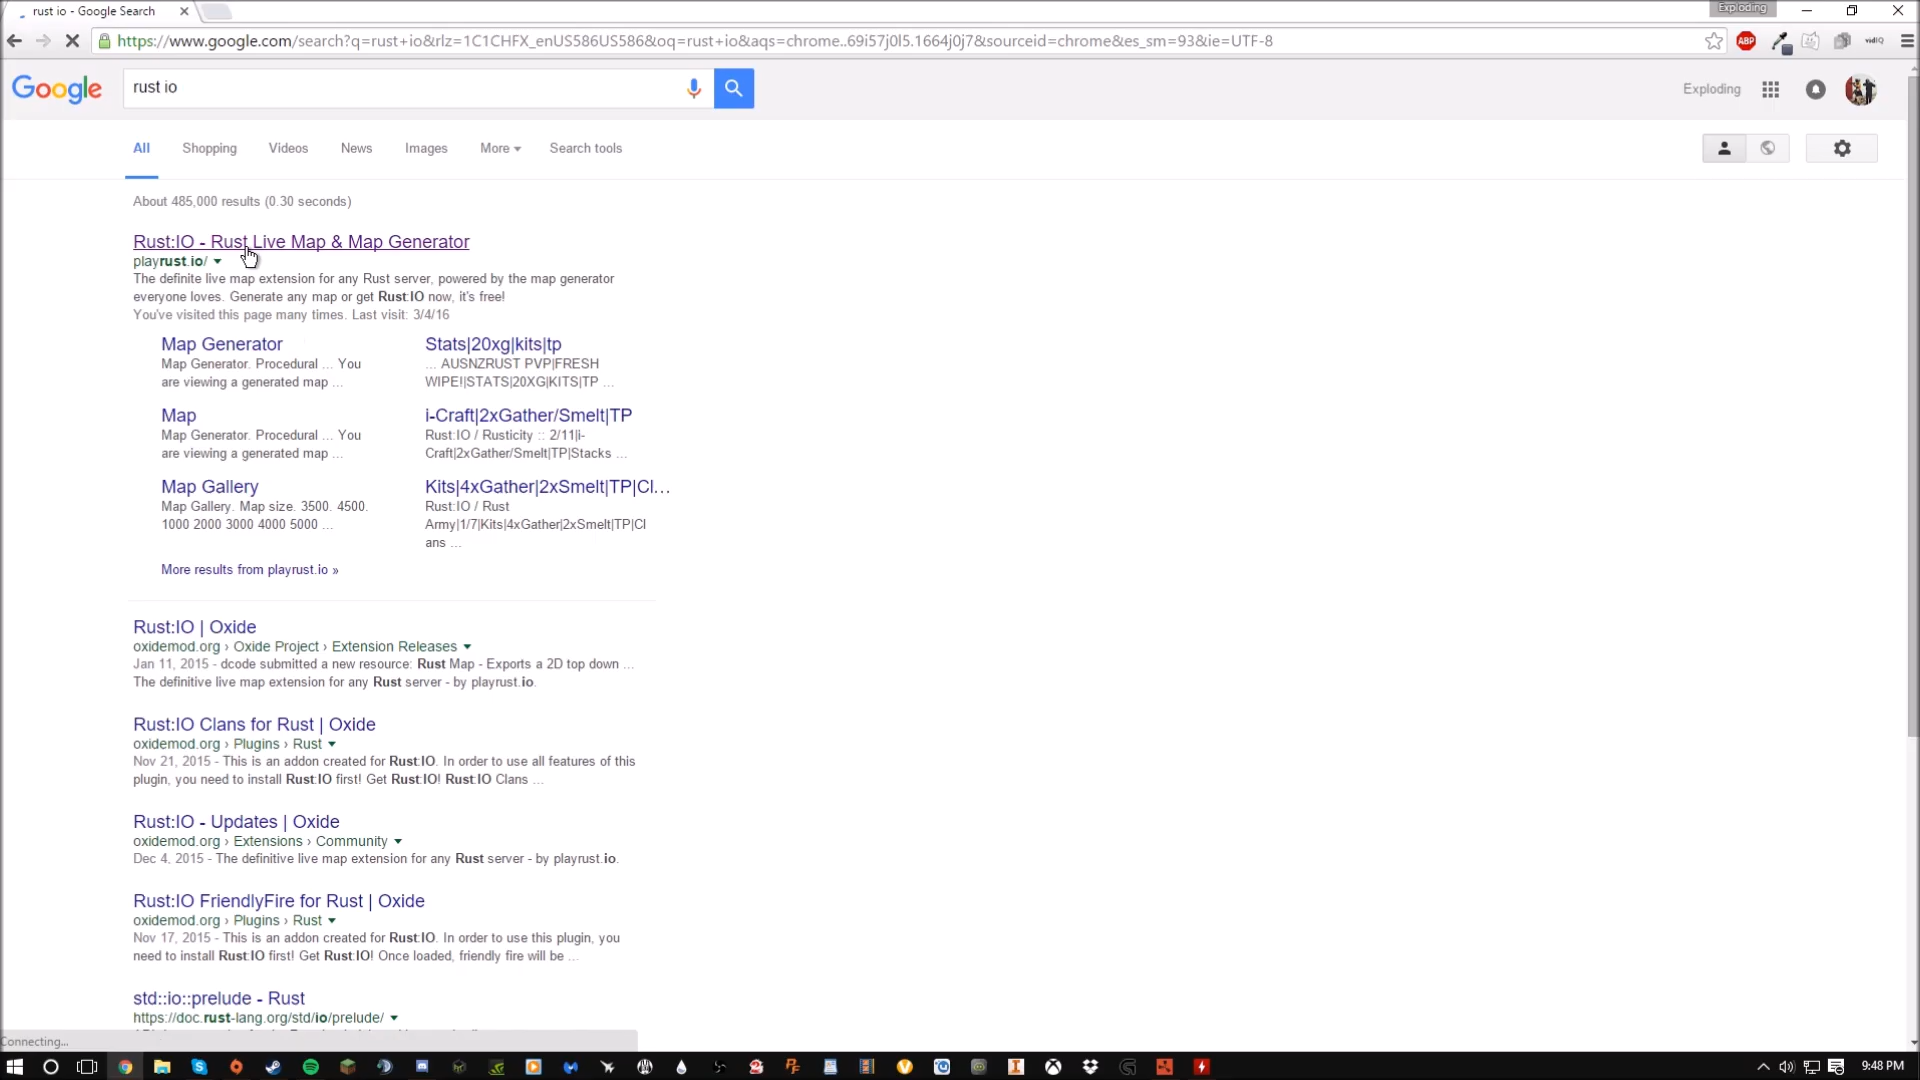 rust io - Google Search
Exploding
https://www.google.com/search?q=rust+io&rlz=1C1CHFX_enUS586US586&oq=rust+io&aqs=chrome..69i57j0l5.1664j0j7&sourceid=chrome&es_sm=93&ie=UTF-8
ABP
vidIQ
Google
rust io
Exploding
All
Shopping
Videos
News
Images
More
Search tools
About 485,000 results (0.30 seconds)
Rust:IO - Rust Live Map & Map Generator
playrust.io/
The definite live map extension for any Rust server, powered by the map generator
everyone loves. Generate any map or get Rust:IO now, it's free!
You've visited this page many times. Last visit: 3/4/16
Map Generator
Map Generator. Procedural ... You
are viewing a generated map ...
Stats|20xg|kits|tp
... AUSNZRUST PVP|FRESH
WIPE!|STATS|20XG|KITS|TP ...
Map
Map Generator. Procedural ... You
are viewing a generated map ...
i-Craft|2xGather/Smelt|TP
Rust:IO / Rusticity :: 2/11|i-
Craft|2xGather/Smelt|TP|Stacks ...
Map Gallery
Map Gallery. Map size. 3500. 4500.
1000 2000 3000 4000 5000 ...
Kits|4xGather|2xSmelt|TP|Cl...
Rust:IO / Rust
Army|1/7|Kits|4xGather|2xSmelt|TP|Cl
ans ...
More results from playrust.io »
Rust:IO | Oxide
oxidemod.org › Oxide Project › Extension Releases
Jan 11, 2015 - dcode submitted a new resource: Rust Map - Exports a 2D top down ...
The definitive live map extension for any Rust server - by playrust.io.
Rust:IO Clans for Rust | Oxide
oxidemod.org › Plugins › Rust
Nov 21, 2015 - This is an addon created for Rust:IO. In order to use all features of this
plugin, you need to install Rust:IO first! Get Rust:IO! Rust:IO Clans ...
Rust:IO - Updates | Oxide
oxidemod.org › Extensions › Community
Dec 4, 2015 - The definitive live map extension for any Rust server - by playrust.io.
Rust:IO FriendlyFire for Rust | Oxide
oxidemod.org › Plugins › Rust
Nov 17, 2015 - This is an addon created for Rust:IO. In order to use this plugin, you
need to install Rust:IO first! Get Rust:IO! Once loaded, friendly fire will be ...
std::io::prelude - Rust
https://doc.rust-lang.org/std/io/prelude/
Connecting...
9:48 PM